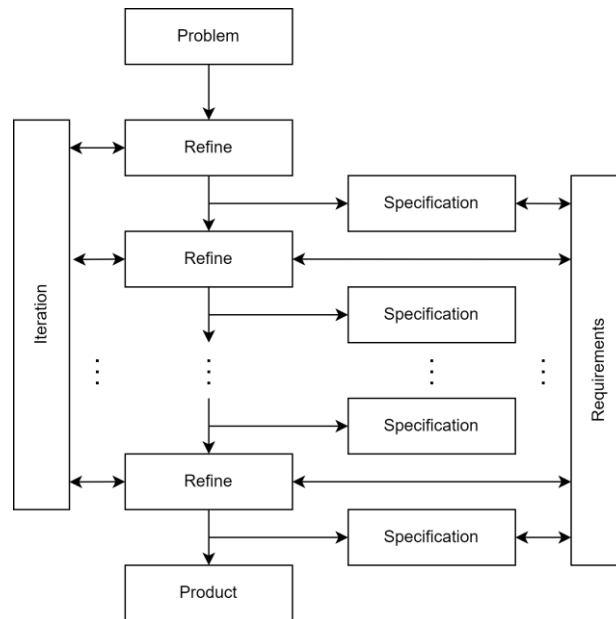 Problem
Refine
Specification
Refine
Iteration
Specification
Requirements
Specification
Refine
Specification
Product